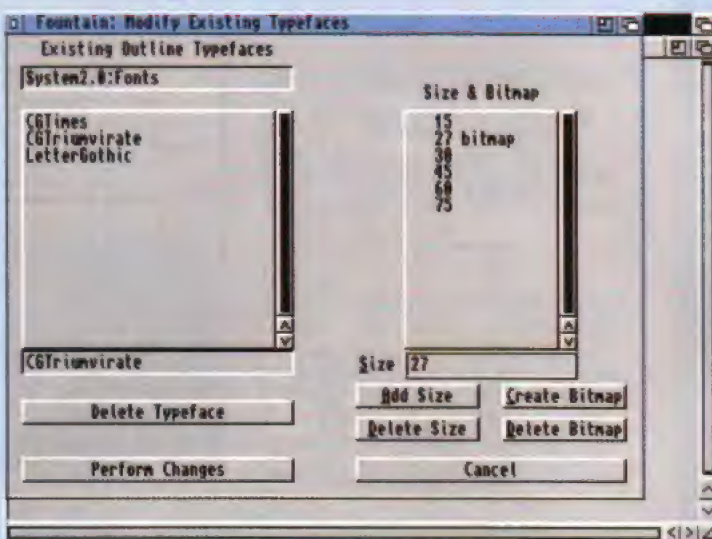 Fountain: Modify Existing Typefaces
Existing Outline Typefaces
System2.0:Fonts
CGTimes
CGTriumvirate
LetterGothic
CGTriumvirate
Delete Typeface
Perform Changes
Size & Bitmap
15
27 bitmap
30
45
60
75
Size 27
Add Size
Create Bitmap
Delete Size
Delete Bitmap
Cancel